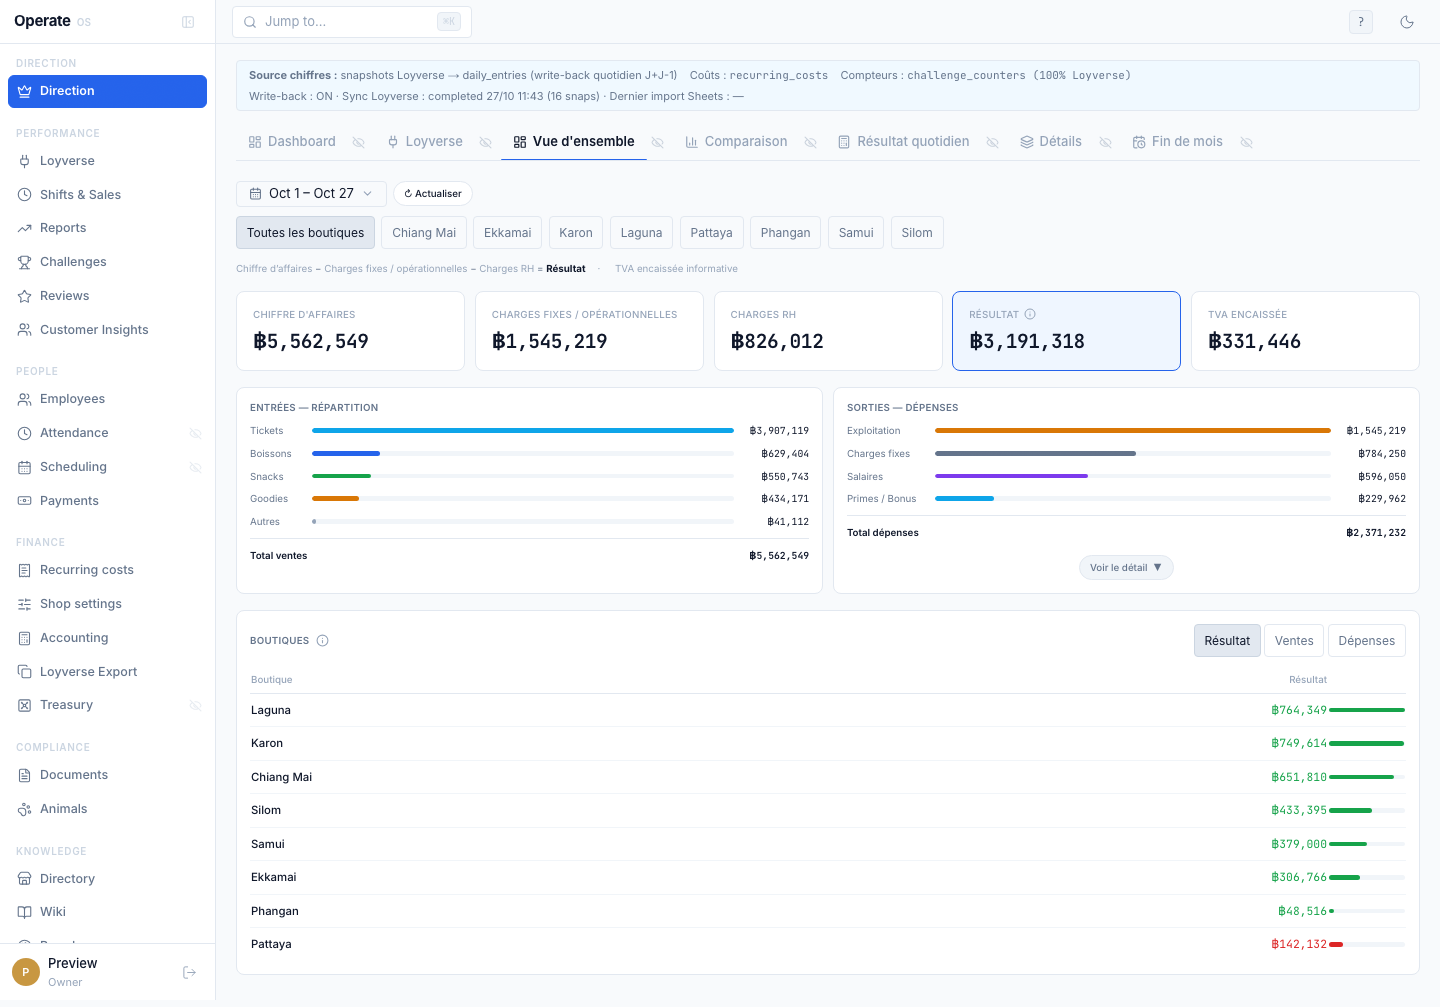 Operate OS
Jump to...
⌘K
?
DIRECTION
Direction
PERFORMANCE
Loyverse
Shifts & Sales
Reports
Challenges
Reviews
Customer Insights
PEOPLE
Employees
Attendance
Scheduling
Payments
FINANCE
Recurring costs
Shop settings
Accounting
Loyverse Export
Treasury
COMPLIANCE
Documents
Animals
KNOWLEDGE
Directory
Wiki
P
Preview
Owner
Source chiffres : snapshots Loyverse → daily_entries (write-back quotidien J+J-1) Coûts : recurring_costs Compteurs : challenge_counters (100% Loyverse)
Write-back : ON · Sync Loyverse : completed 27/10 11:43 (16 snaps) · Dernier import Sheets : —
Dashboard Loyverse Vue d'ensemble Comparaison Résultat quotidien Détails Fin de mois
Oct 1 – Oct 27 ↻ Actualiser
Toutes les boutiques Chiang Mai Ekkamai Karon Laguna Pattaya Phangan Samui Silom
Chiffre d'affaires − Charges fixes / opérationnelles − Charges RH = Résultat · TVA encaissée informative
CHIFFRE D'AFFAIRES
฿5,562,549
CHARGES FIXES / OPÉRATIONNELLES
฿1,545,219
CHARGES RH
฿826,012
RÉSULTAT
฿3,191,318
TVA ENCAISSÉE
฿331,446
ENTRÉES — RÉPARTITION
Tickets ฿3,907,119
Boissons ฿629,404
Snacks ฿550,743
Goodies ฿434,171
Autres ฿41,112
Total ventes ฿5,562,549
SORTIES — DÉPENSES
Exploitation ฿1,545,219
Charges fixes ฿784,250
Salaires ฿596,050
Primes / Bonus ฿229,962
Total dépenses ฿2,371,232
Voir le détail ▼
BOUTIQUES
Résultat Ventes Dépenses
Boutique Résultat
Laguna ฿764,349
Karon ฿749,614
Chiang Mai ฿651,810
Silom ฿433,395
Samui ฿379,000
Ekkamai ฿306,766
Phangan ฿48,516
Pattaya ฿142,132